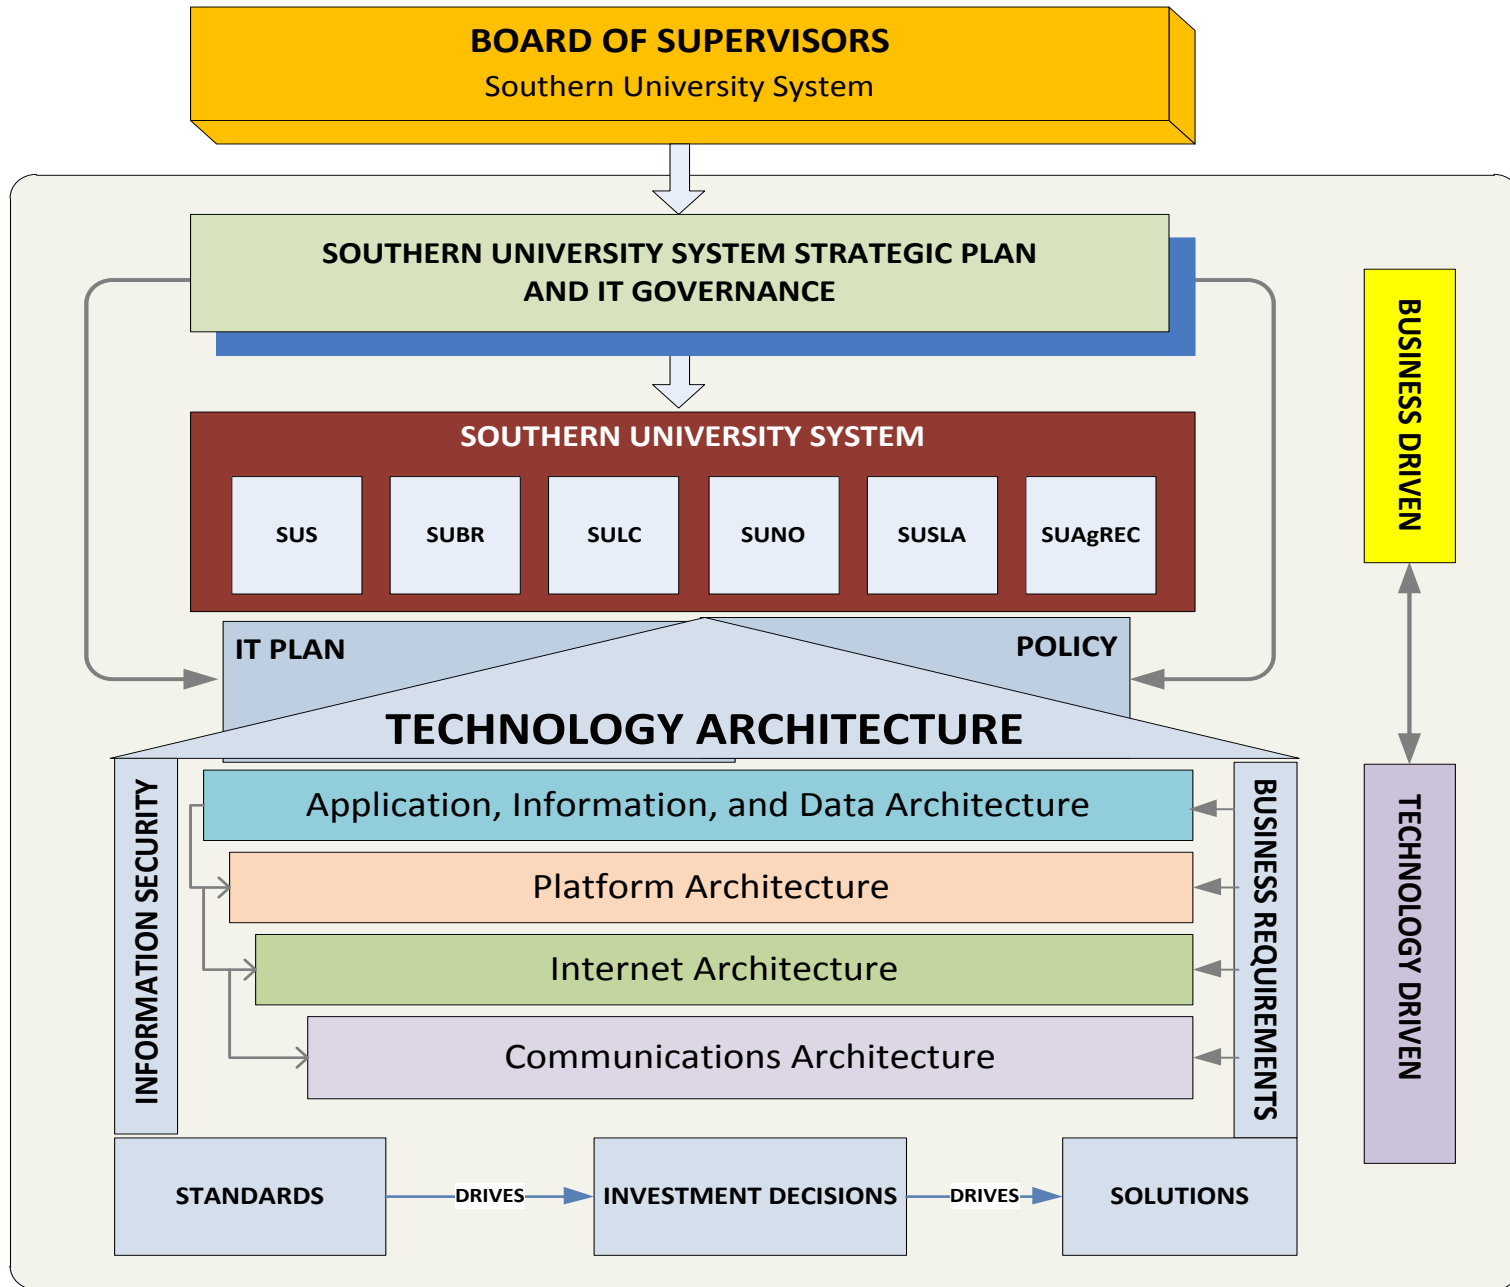 BOARD OF SUPERVISORS
Southern University System
SOUTHERN UNIVERSITY SYSTEM STRATEGIC PLAN
AND IT GOVERNANCE
SOUTHERN UNIVERSITY SYSTEM
SUS
SUBR
SULC
SUNO
SUSLA
SUAgREC
IT PLAN
POLICY
TECHNOLOGY ARCHITECTURE
INFORMATION SECURITY
Application, Information, and Data Architecture
Platform Architecture
Internet Architecture
Communications Architecture
BUSINESS REQUIREMENTS
STANDARDS
DRIVES
INVESTMENT DECISIONS
DRIVES
SOLUTIONS
BUSINESS DRIVEN
TECHNOLOGY DRIVEN